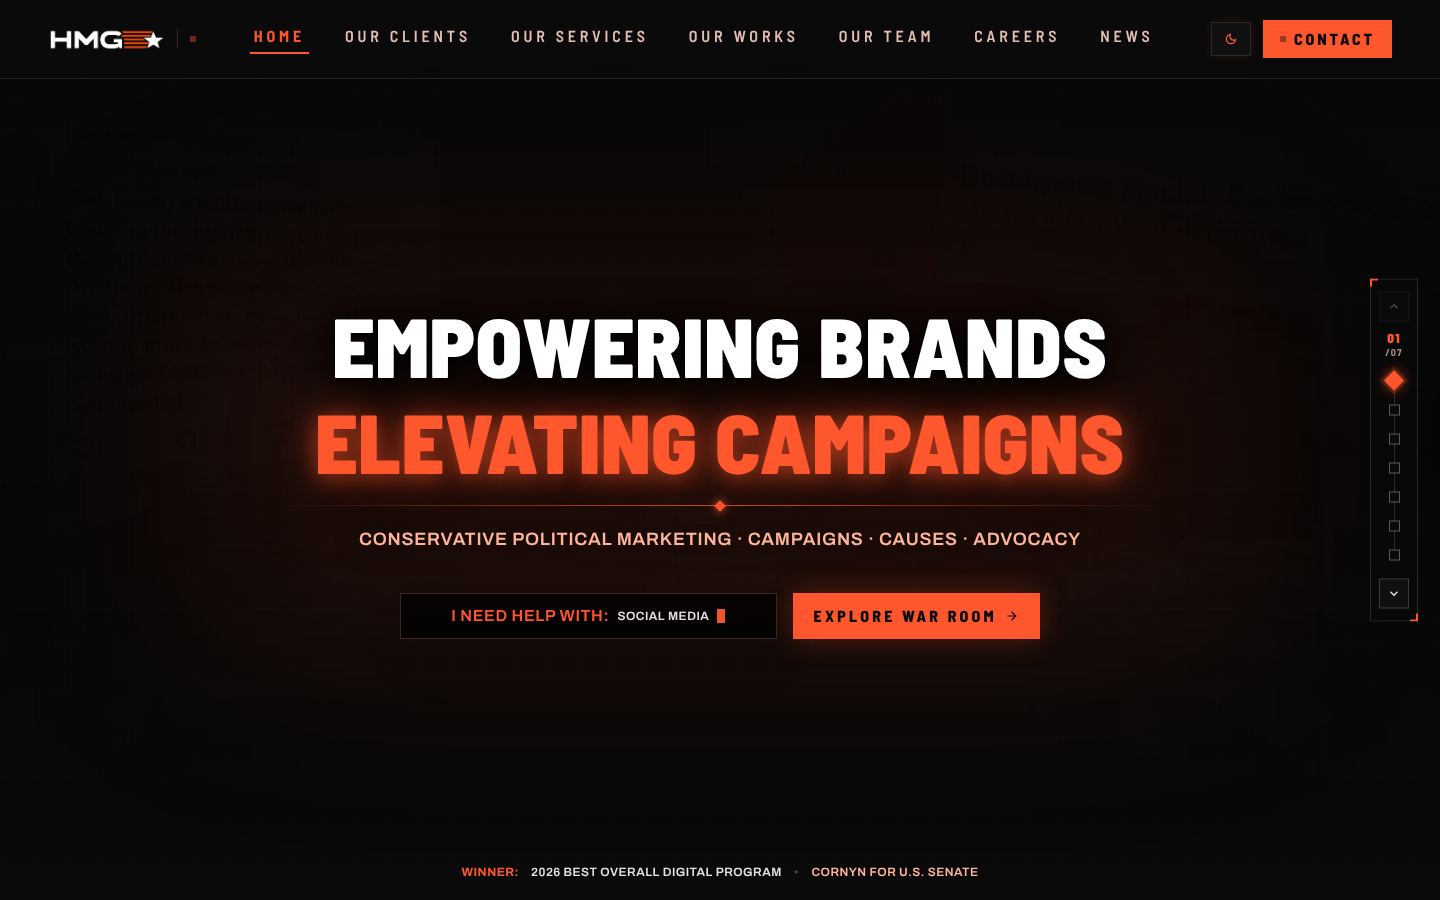 HMG
HOME
OUR CLIENTS
OUR SERVICES
OUR WORKS
OUR TEAM
CAREERS
NEWS
CONTACT
EMPOWERING BRANDS
ELEVATING CAMPAIGNS
CONSERVATIVE POLITICAL MARKETING · CAMPAIGNS · CAUSES · ADVOCACY
I NEED HELP WITH: SOCIAL MEDIA
EXPLORE WAR ROOM →
01
/07
WINNER: 2026 BEST OVERALL DIGITAL PROGRAM • CORNYN FOR U.S. SENATE